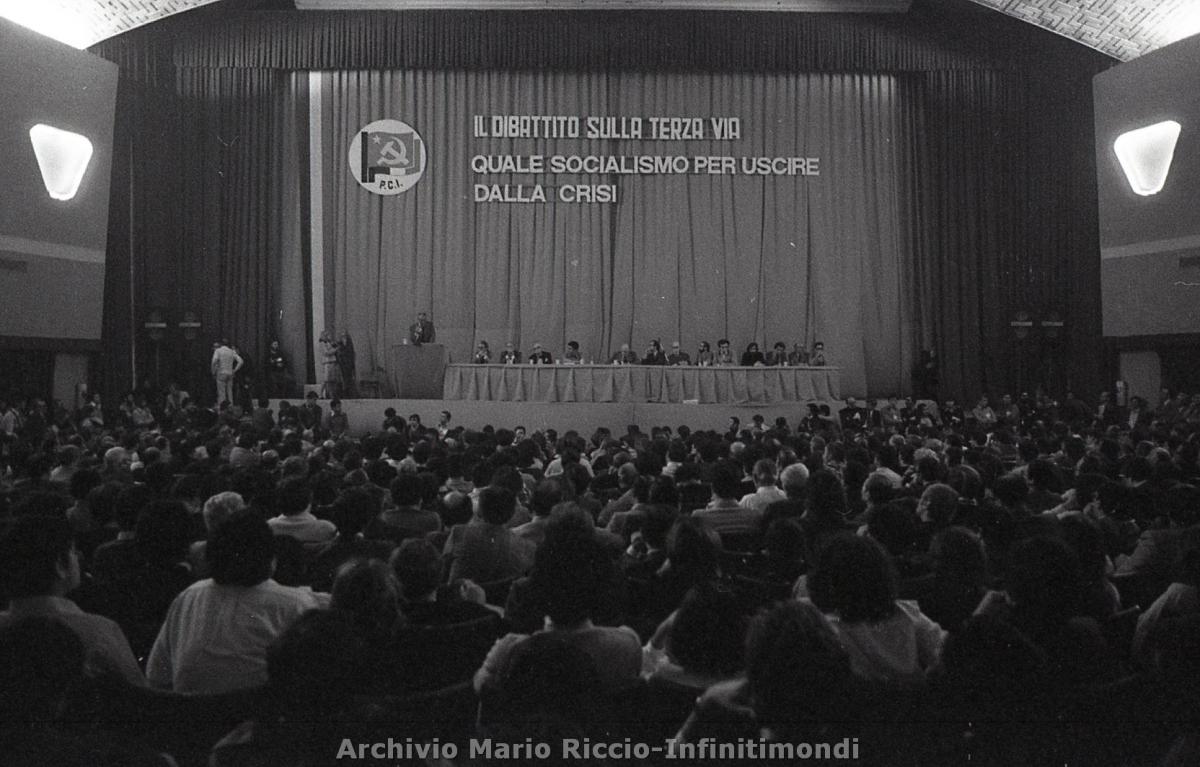 IL DIBATTITO SULLA TERZA VIA
QUALE SOCIALISMO PER USCIRE
DALLA CRISI
P.C.I.
Archivio Mario Riccio-Infinitimondi